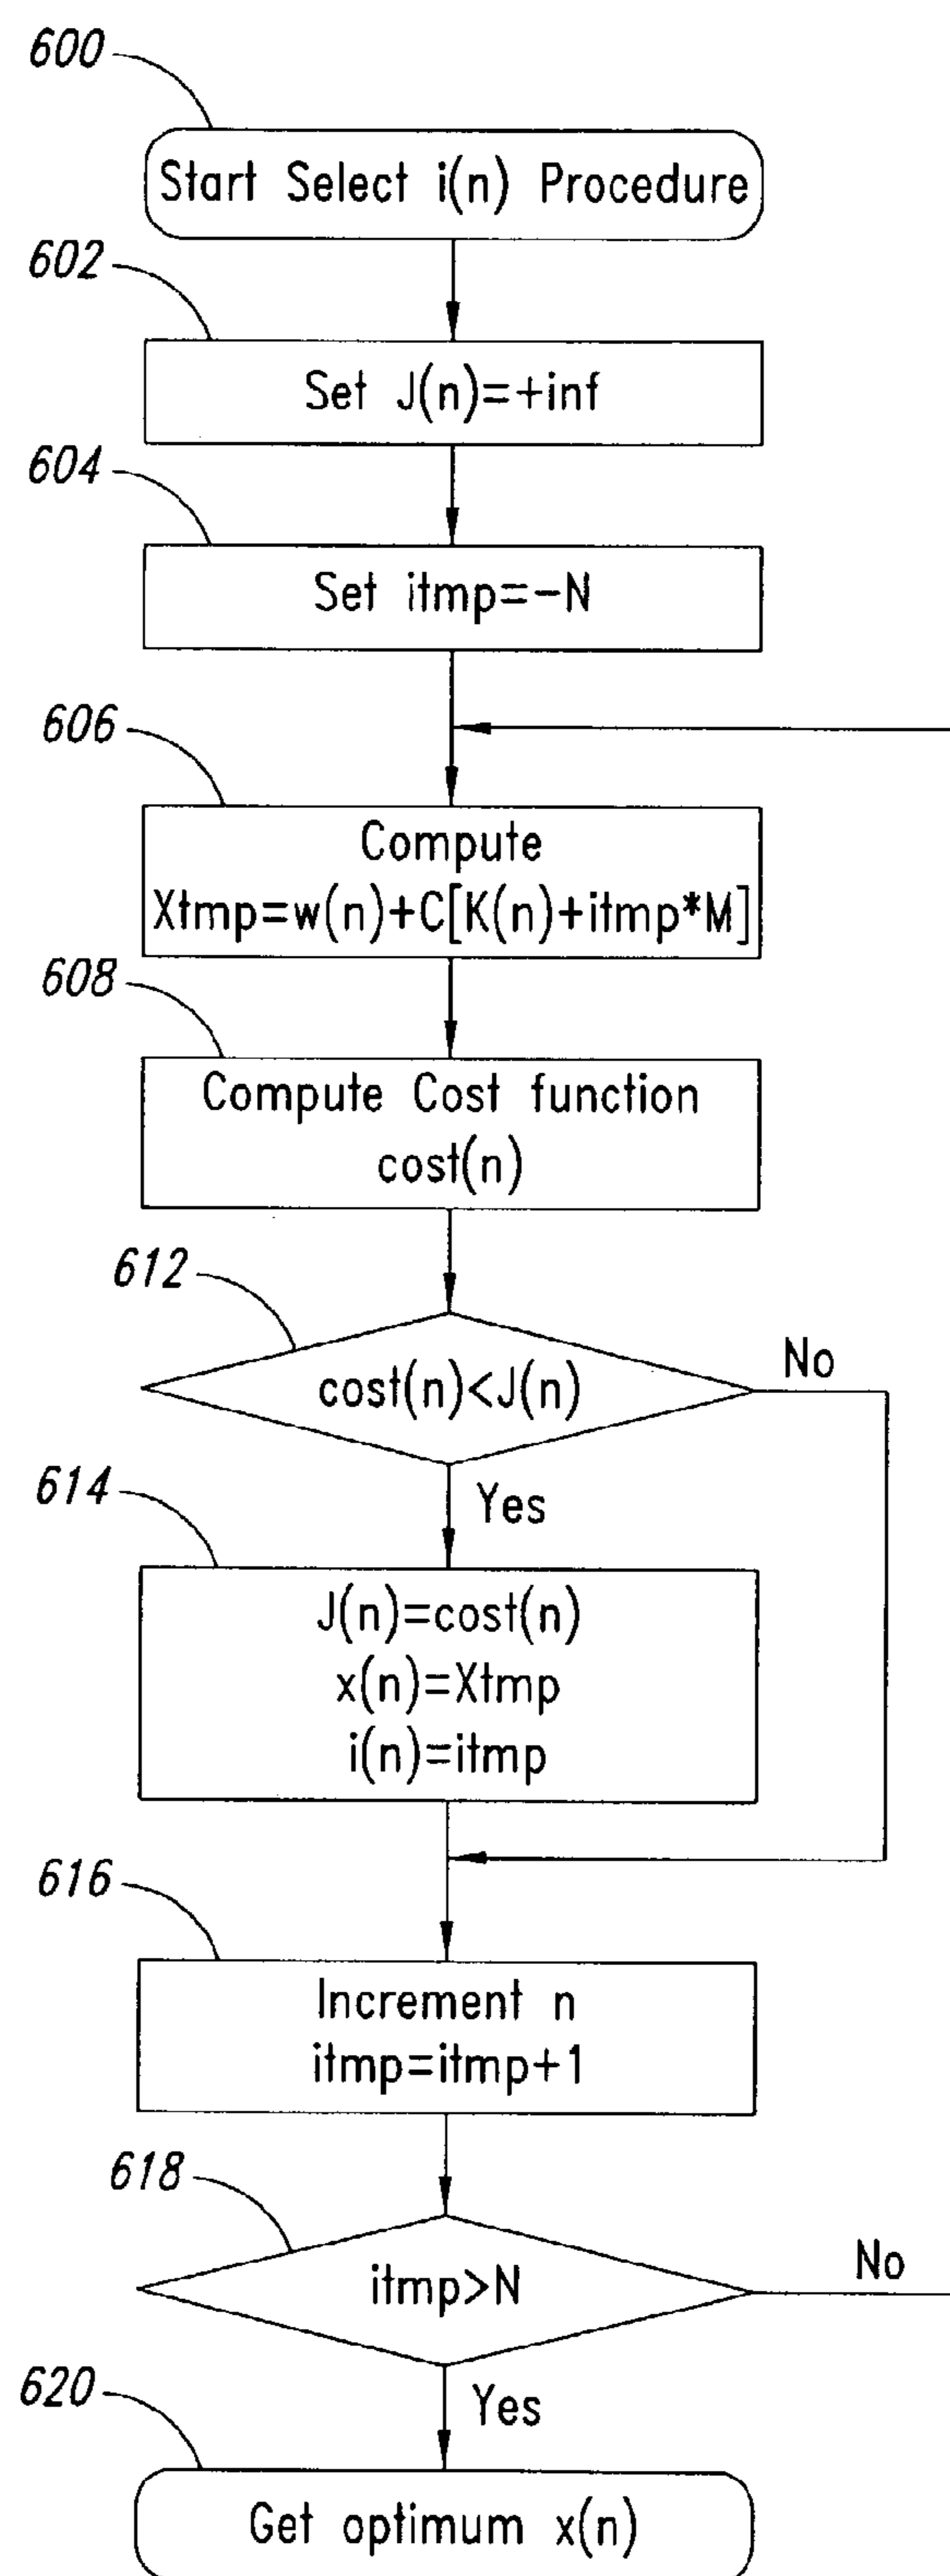 600
Start Select i(n) Procedure
602
Set J(n)=+inf
604
Set itmp=-N
606
Compute
Xtmp=w(n)+C[K(n)+itmp*M]
608
Compute Cost function
cost(n)
612
cost(n)<J(n)
No
Yes
614
J(n)=cost(n)
x(n)=Xtmp
i(n)=itmp
616
Increment n
itmp=itmp+1
618
itmp>N
No
Yes
620
Get optimum x(n)